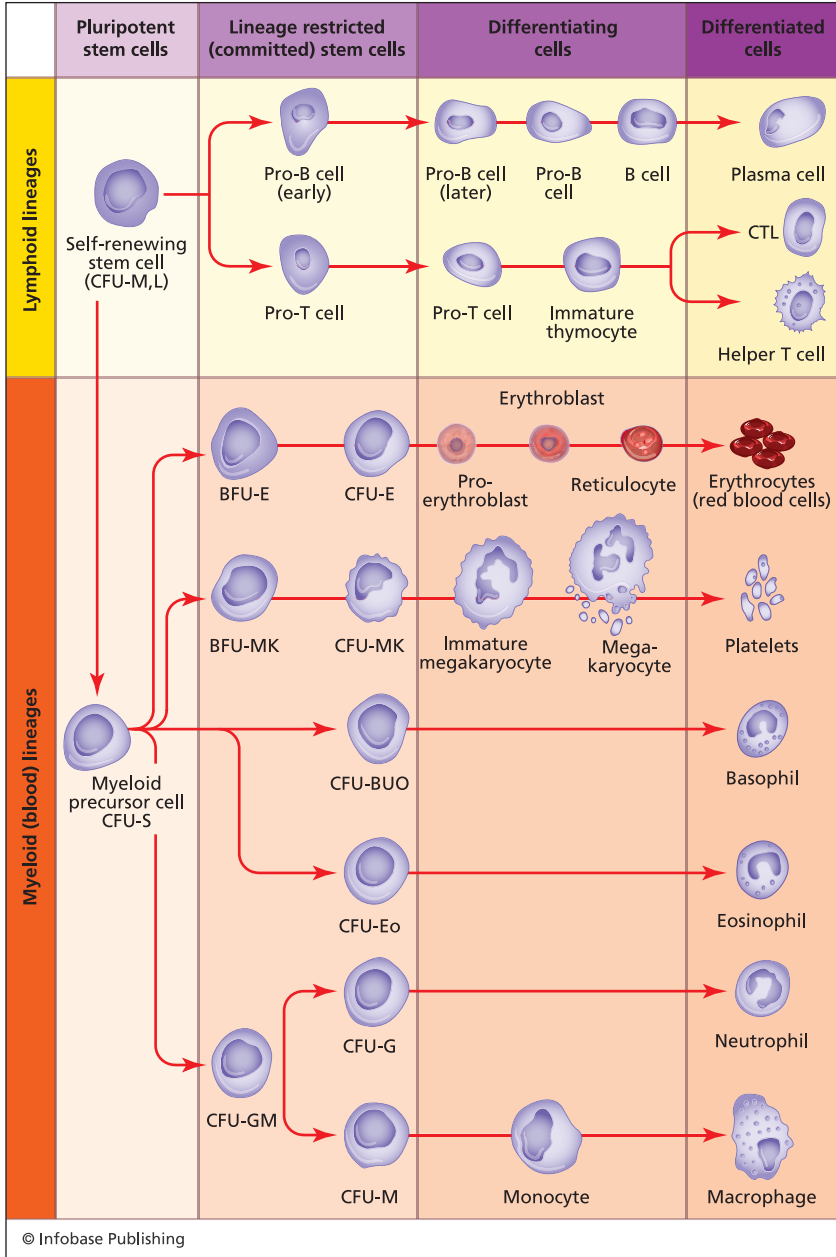 Pluripotent
stem cells
Lineage restricted
(committed) stem cells
Differentiating
cells
Differentiated
cells
Lymphoid lineages
Self-renewing
stem cell
(CFU-M,L)
Pro-B cell
(early)
Pro-B cell
(later)
Pro-B
cell
B cell
Plasma cell
Pro-T cell
Pro-T cell
Immature
thymocyte
CTL
Helper T cell
Myeloid (blood) lineages
Myeloid
precursor cell
CFU-S
BFU-E
CFU-E
Erythroblast
Pro-
erythroblast
Reticulocyte
Erythrocytes
(red blood cells)
BFU-MK
CFU-MK
Immature
megakaryocyte
Mega-
karyocyte
Platelets
CFU-BUO
Basophil
CFU-Eo
Eosinophil
CFU-GM
CFU-G
Neutrophil
CFU-M
Monocyte
Macrophage
© Infobase Publishing